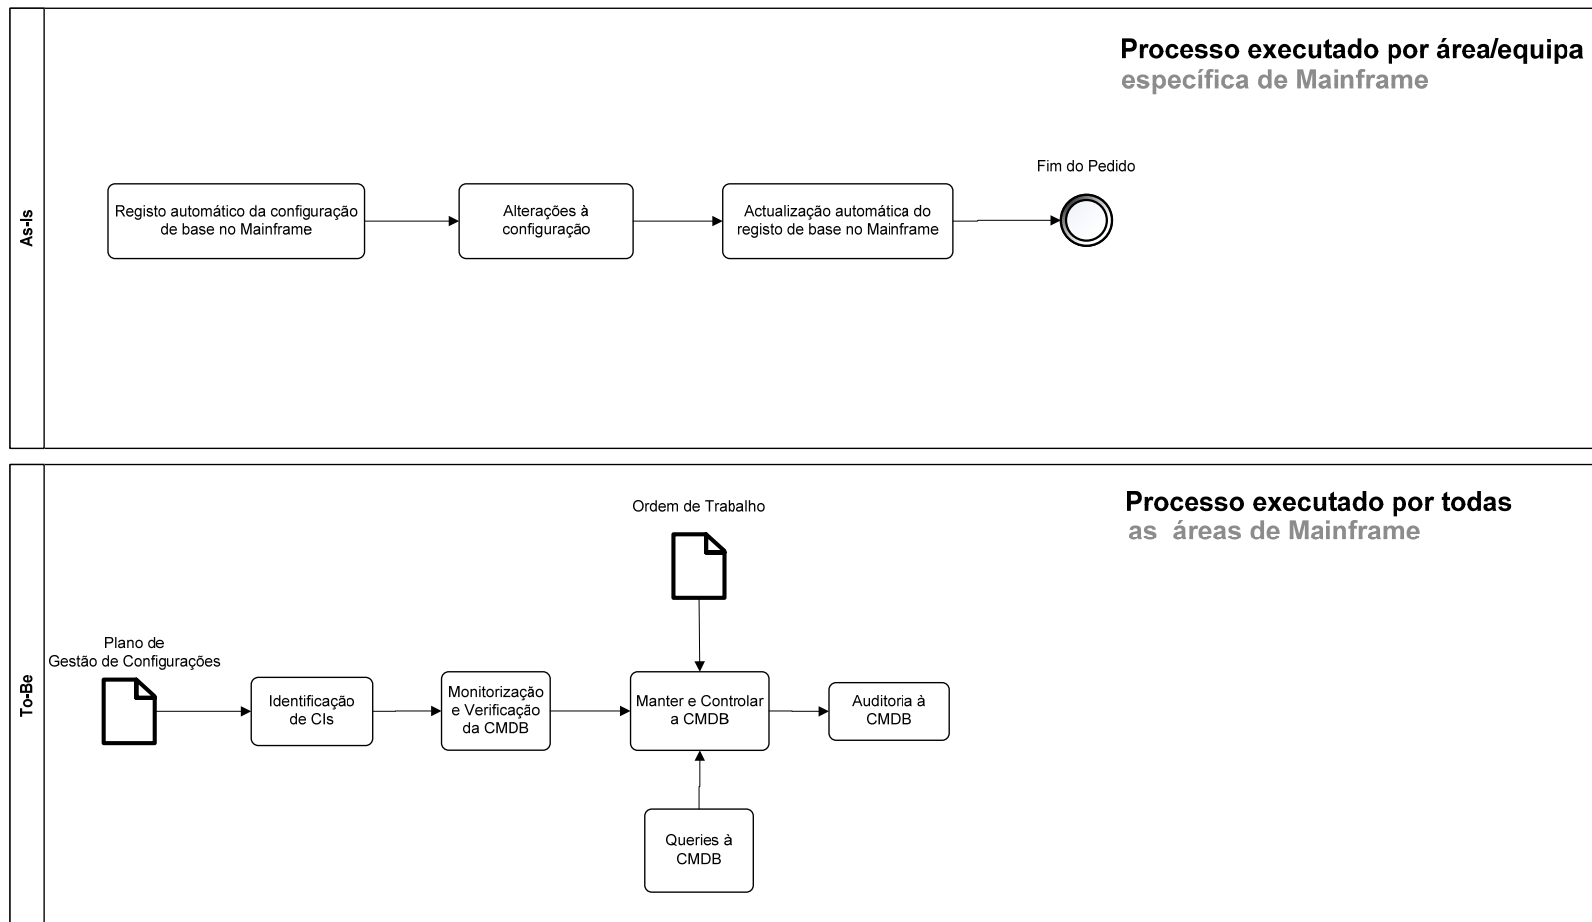 As-Is
Processo executado por área/equipa
específica de Mainframe
Registo automático da configuração
de base no Mainframe
Alterações à
configuração
Actualização automática do
registo de base no Mainframe
Fim do Pedido
To-Be
Processo executado por todas
as áreas de Mainframe
Ordem de Trabalho
Plano de
Gestão de Configurações
Identificação
de CIs
Monitorização
e Verificação
da CMDB
Manter e Controlar
a CMDB
Auditoria à
CMDB
Queries à
CMDB